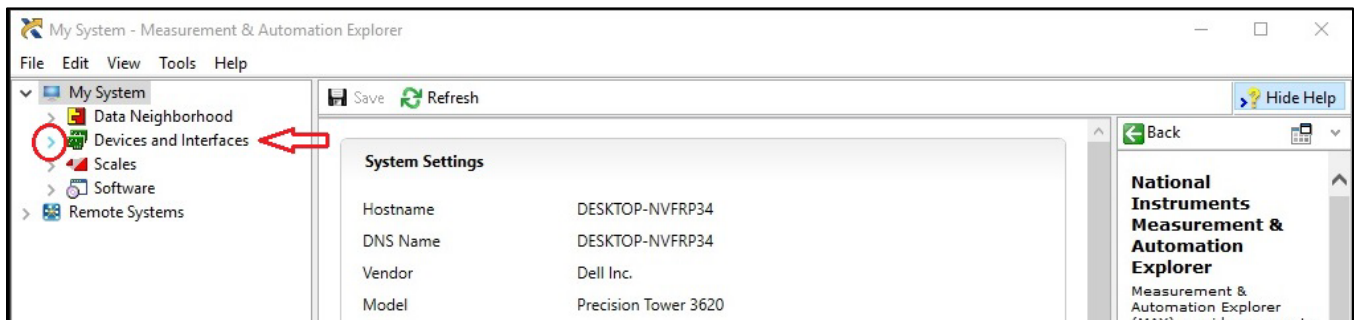 My System - Measurement & Automation Explorer
File Edit View Tools Help
My System
Data Neighborhood
Devices and Interfaces
Scales
Software
Remote Systems
Save Refresh
Hide Help
System Settings
Hostname DESKTOP-NVFRP34
DNS Name DESKTOP-NVFRP34
Vendor Dell Inc.
Model Precision Tower 3620
Back
National
Instruments
Measurement &
Automation
Explorer
Measurement &
Automation Explorer